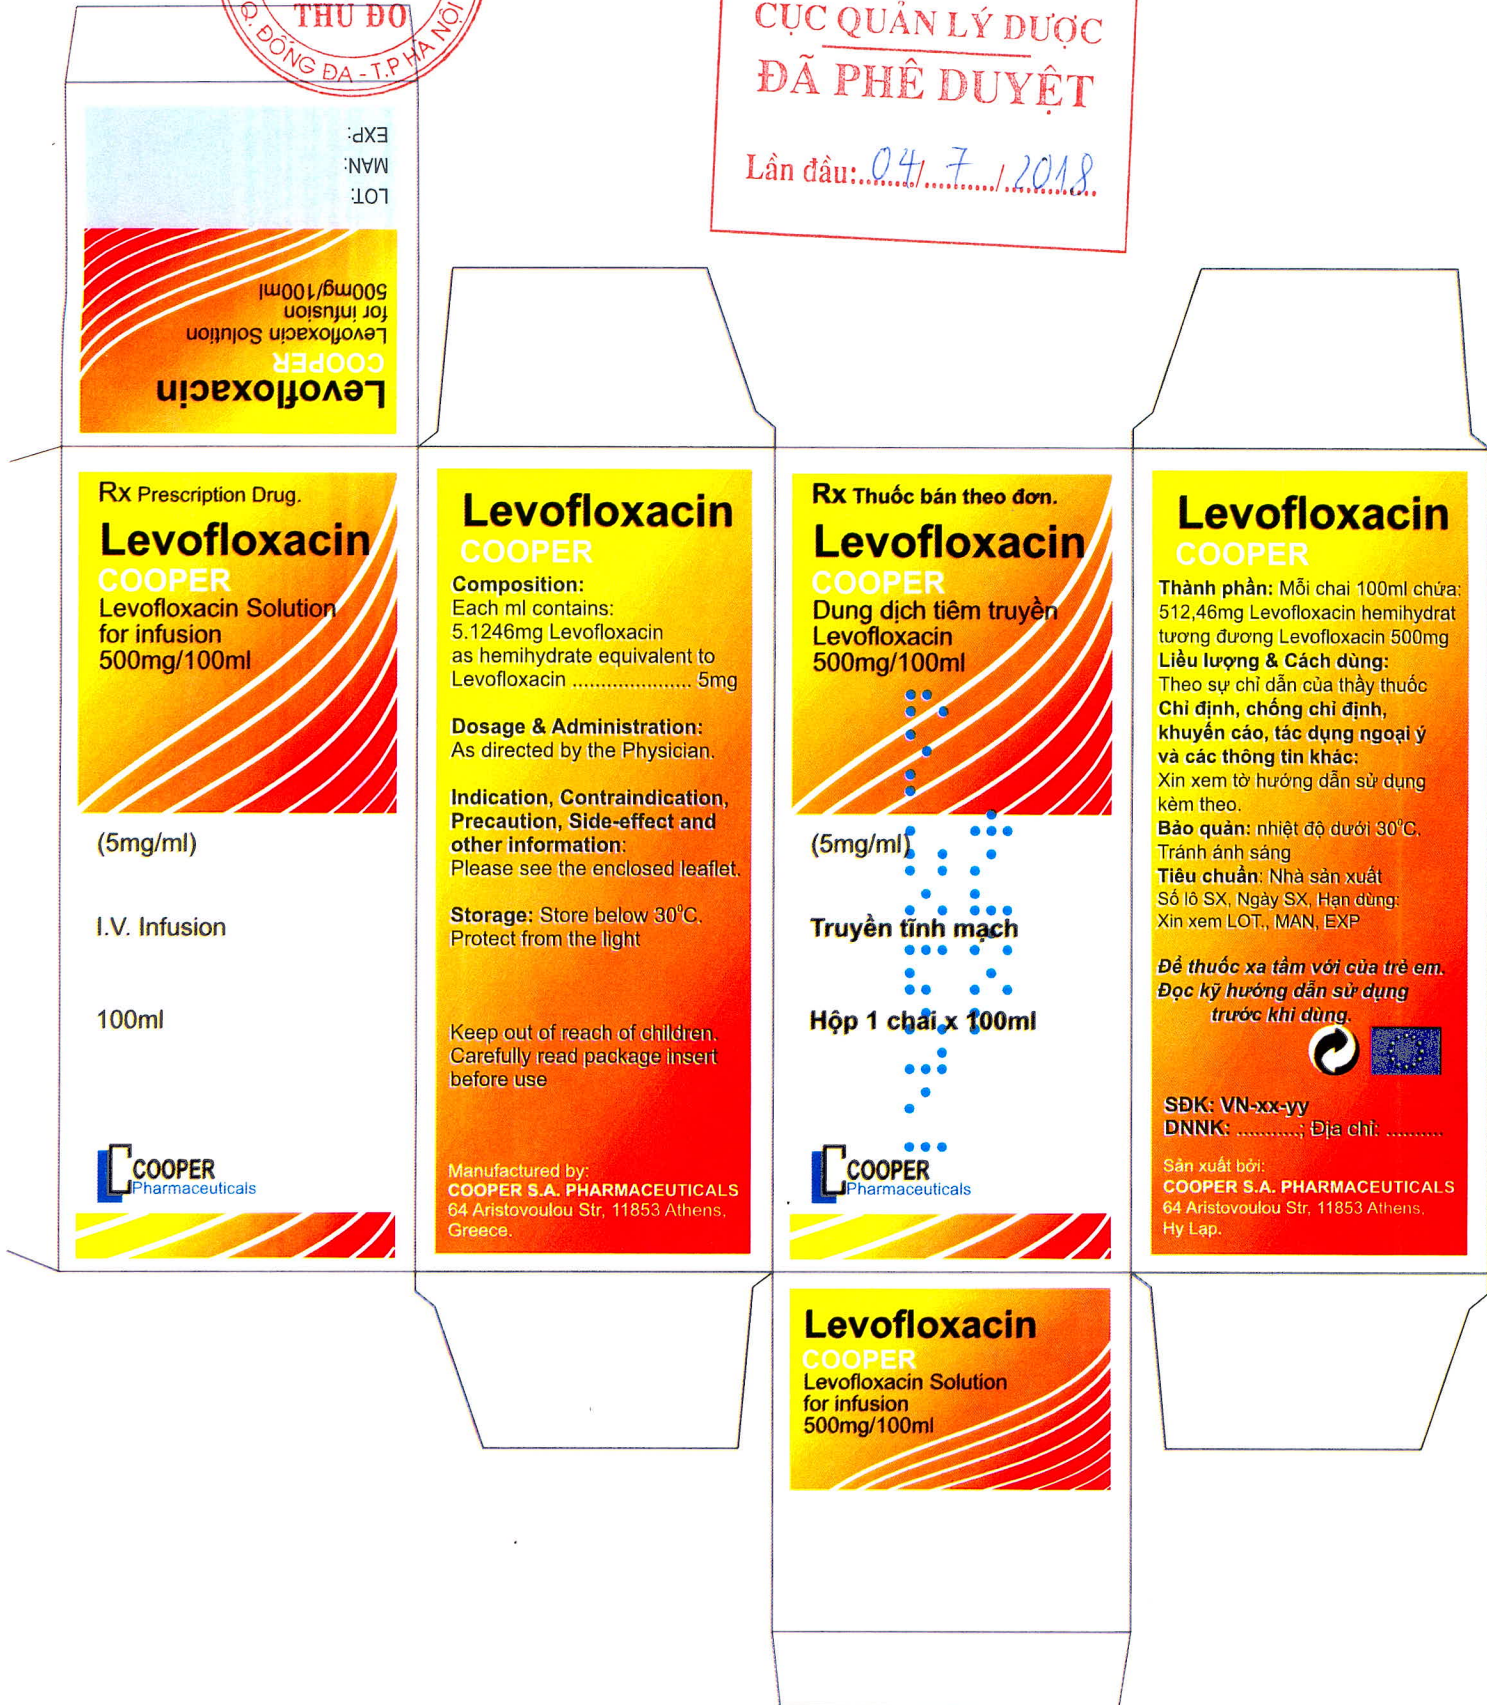 THỦ ĐÔ
Q. ĐỐNG ĐA - T.P HÀ NỘI
CỤC QUẢN LÝ DƯỢC
ĐÃ PHÊ DUYỆT
Lần đầu: 04/ 7 / 2018
LOT:
MAN:
EXP:
Levofloxacin
COOPER
Levofloxacin Solution
for infusion
500mg/100ml
Rx Prescription Drug.
Levofloxacin
COOPER
Levofloxacin Solution
for infusion
500mg/100ml
(5mg/ml)
I.V. Infusion
100ml
COOPER
Pharmaceuticals
Levofloxacin
COOPER
Composition:
Each ml contains:
5.1246mg Levofloxacin
as hemihydrate equivalent to
Levofloxacin ..................... 5mg
Dosage & Administration:
As directed by the Physician.
Indication, Contraindication,
Precaution, Side-effect and
other information:
Please see the enclosed leaflet.
Storage: Store below 30⁰C.
Protect from the light
Keep out of reach of children.
Carefully read package insert
before use
Manufactured by:
COOPER S.A. PHARMACEUTICALS
64 Aristovoulou Str, 11853 Athens,
Greece.
Rx Thuốc bán theo đơn.
Levofloxacin
COOPER
Dung dịch tiêm truyền
Levofloxacin
500mg/100ml
(5mg/ml)
Truyền tĩnh mạch
Hộp 1 chai x 100ml
COOPER
Pharmaceuticals
Levofloxacin
COOPER
Thành phần: Mỗi chai 100ml chứa:
512,46mg Levofloxacin hemihydrat
tương đương Levofloxacin 500mg
Liều lượng & Cách dùng:
Theo sự chỉ dẫn của thầy thuốc
Chỉ định, chống chỉ định,
khuyến cáo, tác dụng ngoại ý
và các thông tin khác:
Xin xem tờ hướng dẫn sử dụng
kèm theo.
Bảo quản: nhiệt độ dưới 30⁰C.
Tránh ánh sáng
Tiêu chuẩn: Nhà sản xuất
Số lô SX, Ngày SX, Hạn dùng:
Xin xem LOT., MAN, EXP
Để thuốc xa tầm với của trẻ em.
Đọc kỹ hướng dẫn sử dụng
trước khi dùng.
SĐK: VN-xx-yy
DNNK: ...........; Địa chỉ: ..........
Sản xuất bởi:
COOPER S.A. PHARMACEUTICALS
64 Aristovoulou Str, 11853 Athens,
Hy Lạp.
Levofloxacin
COOPER
Levofloxacin Solution
for infusion
500mg/100ml